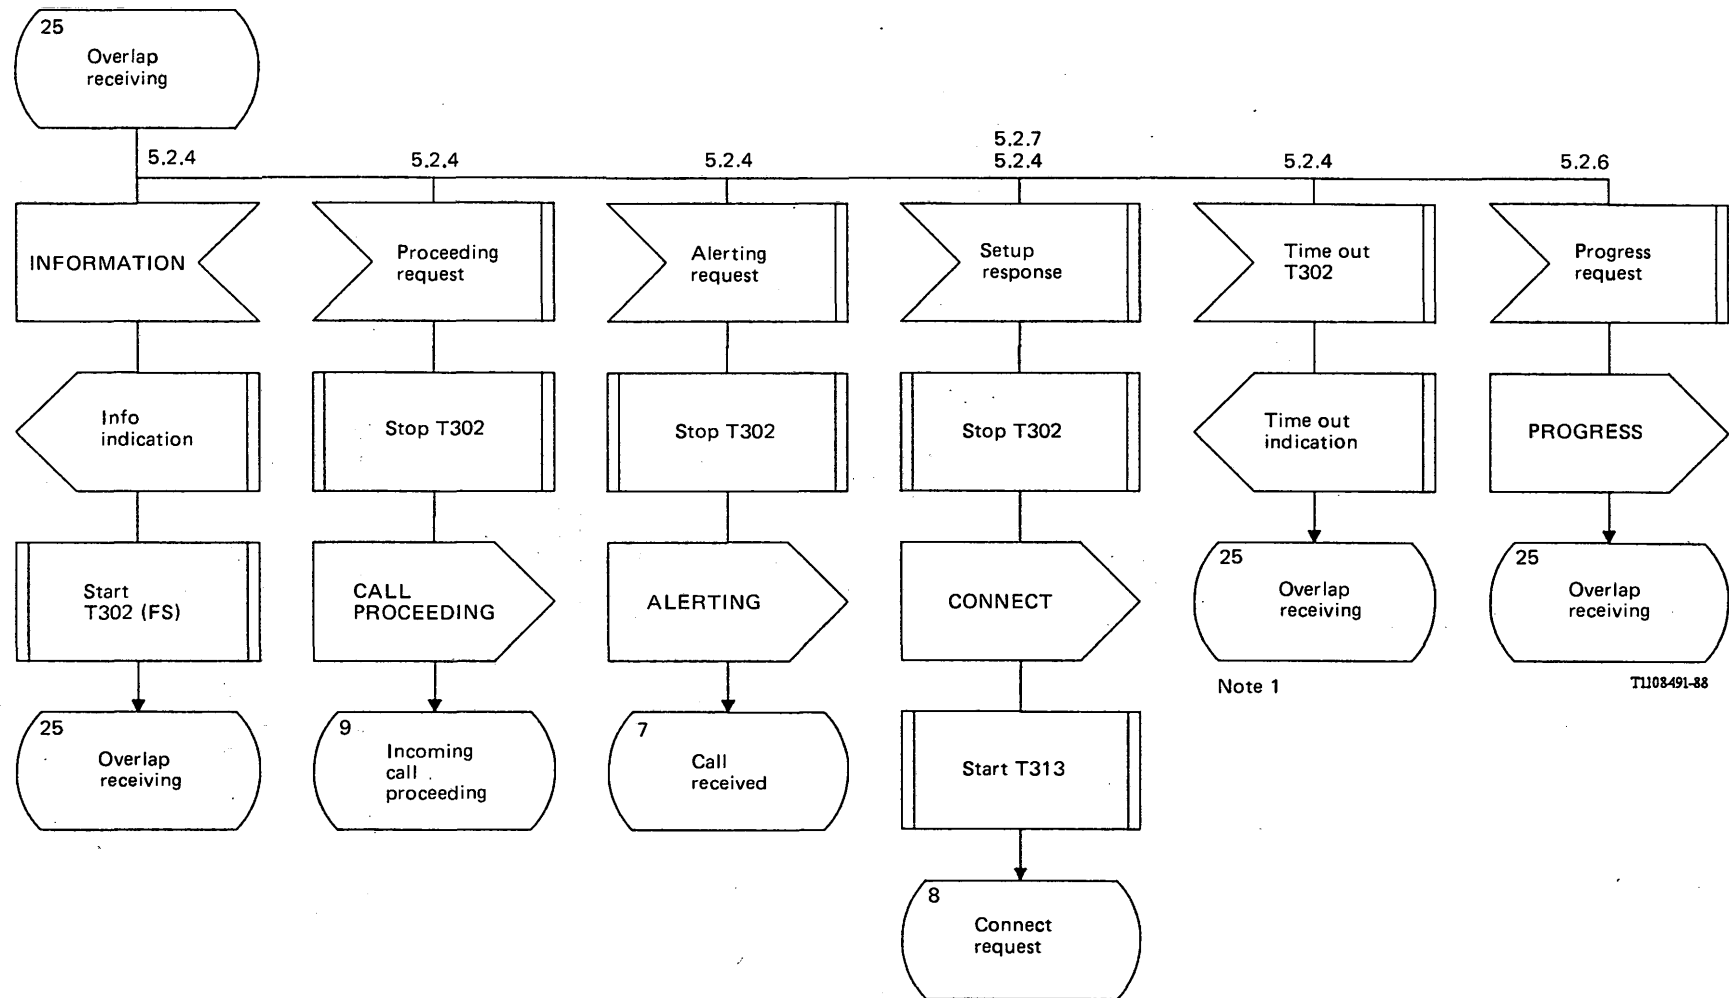 25
Overlap
receiving
5.2.7
5.2.4
5.2.4
5.2.4
5.2.4
5.2.4
5.2.6
INFORMATION
Proceeding
request
Alerting
request
Setup
response
Time out
T302
Progress
request
Info
indication
Stop T302
Stop T302
Stop T302
Time out
indication
PROGRESS
Start
T302 (FS)
CALL
PROCEEDING
ALERTING
CONNECT
25
Overlap
receiving
25
Overlap
receiving
Note 1
T1108491-88
25
Overlap
receiving
9
Incoming
call
proceeding
7
Call
received
Start T313
8
Connect
request